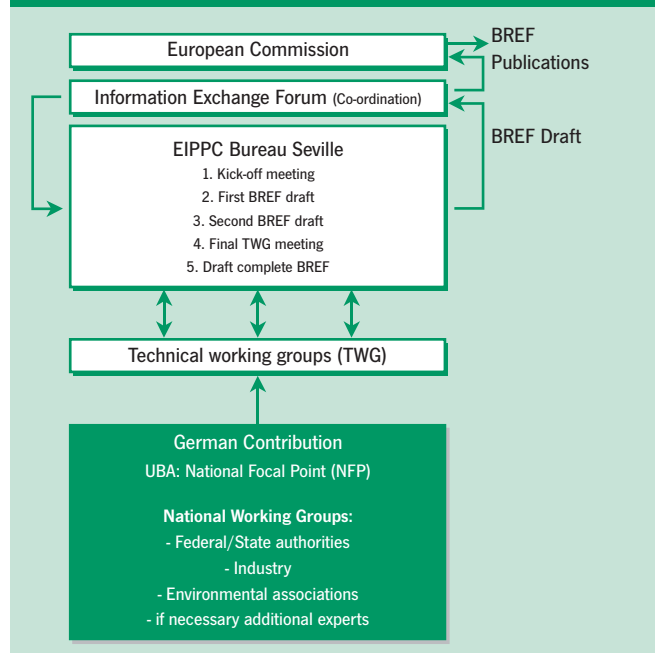 European Commission
BREF
Publications
Information Exchange Forum (Co-ordination)
BREF Draft
EIPPC Bureau Seville
1. Kick-off meeting
2. First BREF draft
3. Second BREF draft
4. Final TWG meeting
5. Draft complete BREF
Technical working groups (TWG)
German Contribution
UBA: National Focal Point (NFP)
National Working Groups:
- Federal/State authorities
- Industry
- Environmental associations
- if necessary additional experts